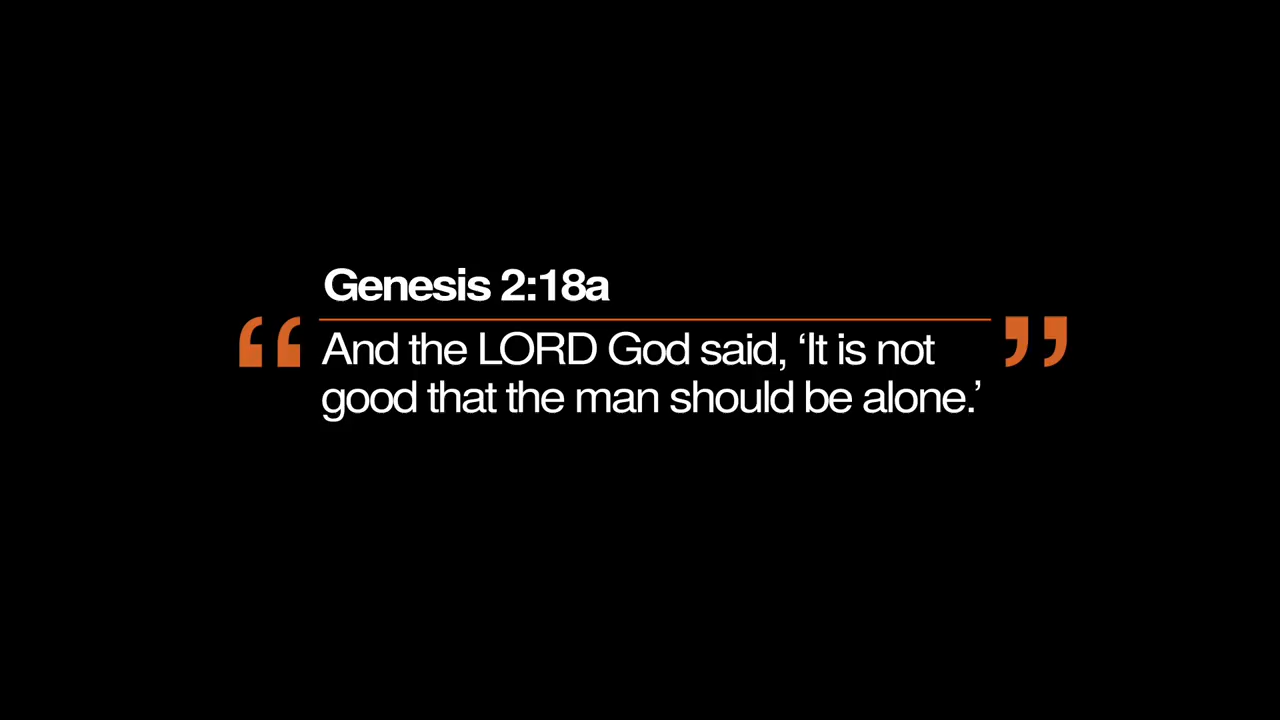 Genesis 2:18a
“And the LORD God said, ‘It is not
good that the man should be alone.’”